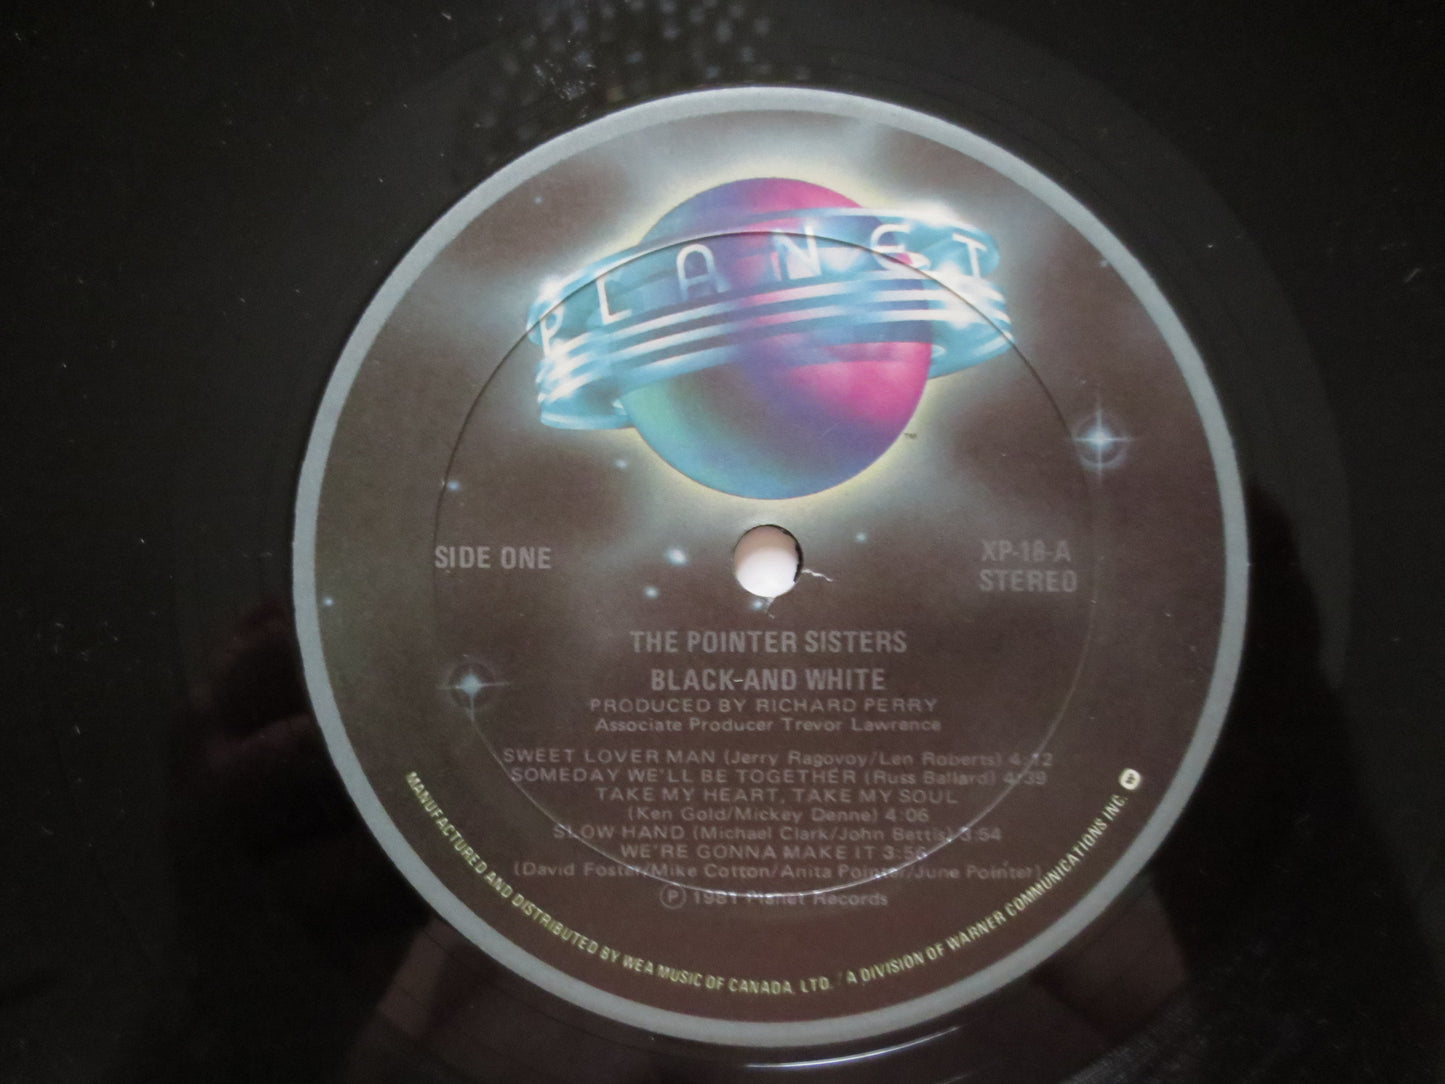 PLANET
TM
SIDE ONE
XP-18-A
STEREO
THE POINTER SISTERS
BLACK AND WHITE
PRODUCED BY RICHARD PERRY
Associate Producer Trevor Lawrence
SWEET LOVER MAN (Jerry Ragovoy/Len Roberts) 4:12
SOMEDAY WE'LL BE TOGETHER (Russ Ballard) 4:39
TAKE MY HEART, TAKE MY SOUL
(Ken Gold/Mickey Denne) 4:06
SLOW HAND (Michael Clark/John Bettis) 3:54
WE'RE GONNA MAKE IT 3:56
(David Foster/Mike Cotton/Anita Pointer/June Pointer)
Ⓟ 1981 Planet Records
MANUFACTURED AND DISTRIBUTED BY WEA MUSIC OF CANADA, LTD. / A DIVISION OF WARNER COMMUNICATIONS INC.